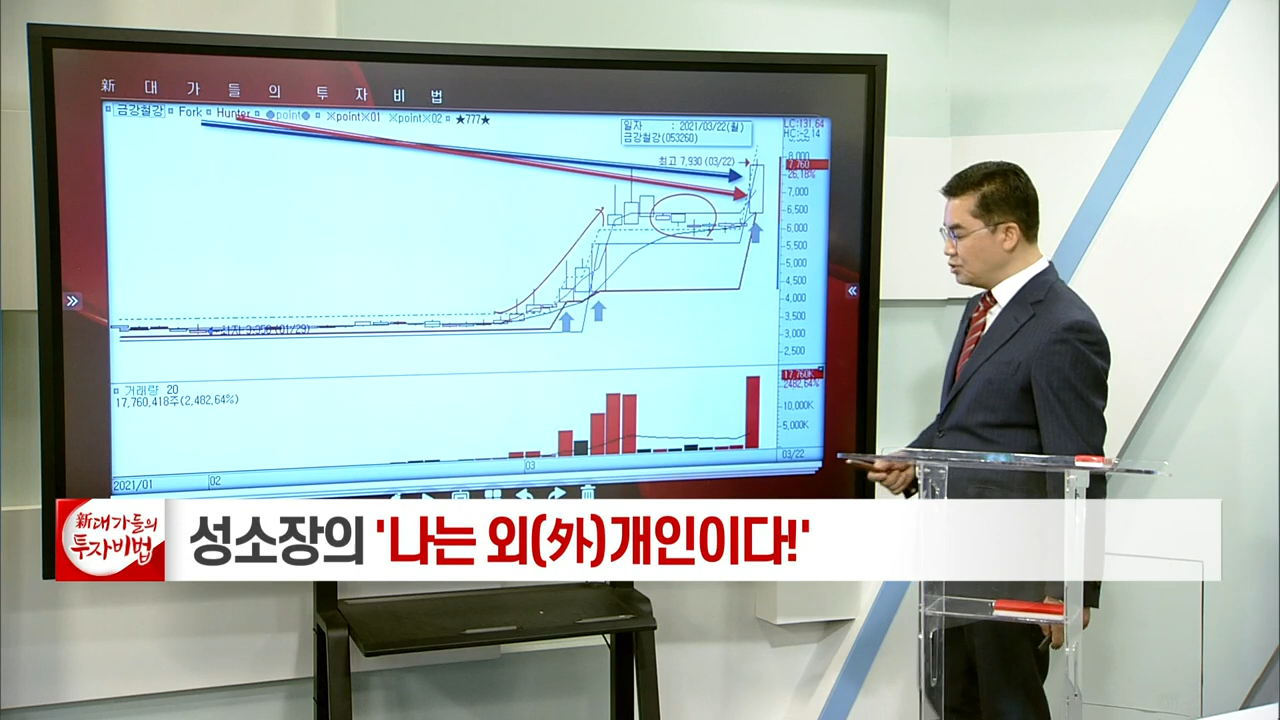 新 대 가 들 의 투 자 비 법
금강철강 Fork Hunter point ※point※01 ※point※02 ★777★
LC:131.64
HC:-2.14
일자 : 2021/03/22(월)
금강철강(053260)
최고 7,930 (03/22)
8,000
7,760
26.18%
7,000
6,500
6,000
5,500
5,000
4,500
4,000
3,500
3,000
2,500
거래량 20
17,760,418주(2,482.64%)
17,760K
2482.64%
10,000K
5,000K
2021/01
02
03
03/22
新대가들의
투자비법
성소장의 '나는 외(外)개인이다!'